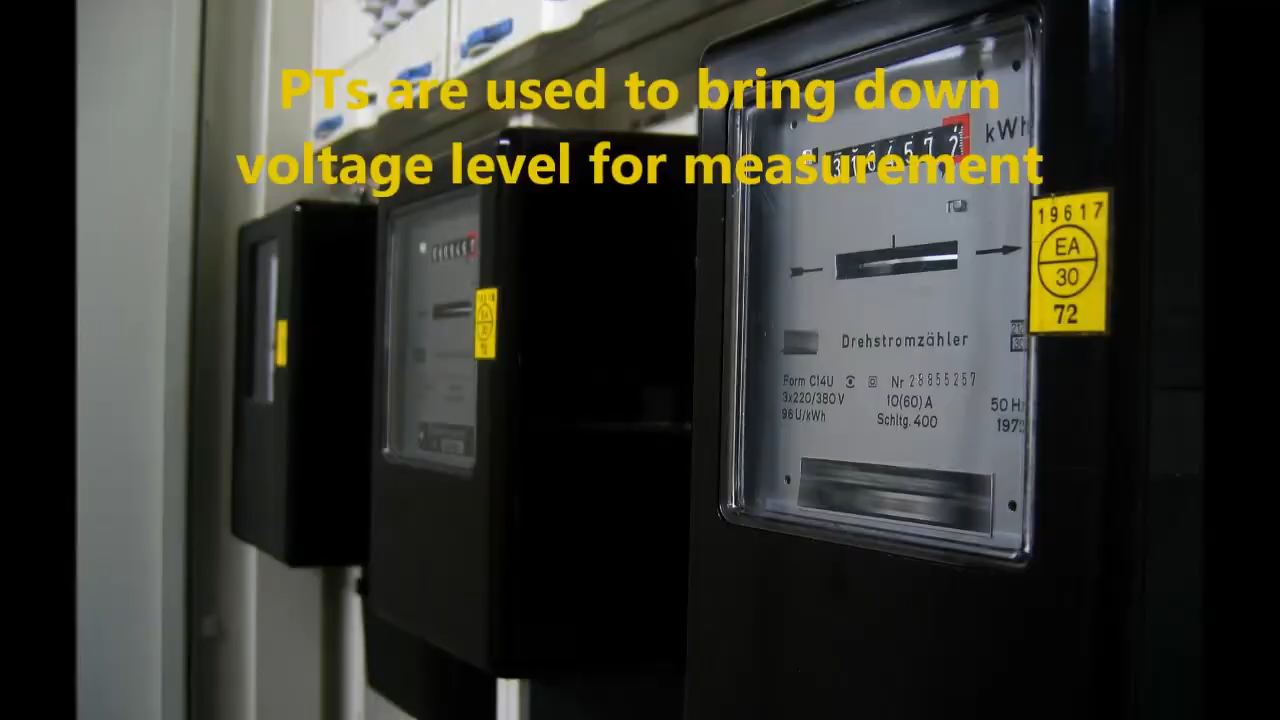 PTs are used to bring down
voltage level for measurement
kWh
19617
EA
30
72
Drehstromzähler
Form C14U Nr 28855257
3x220/380 V 10(60) A 50 Hz
96 U/kWh Schltg. 400 1972